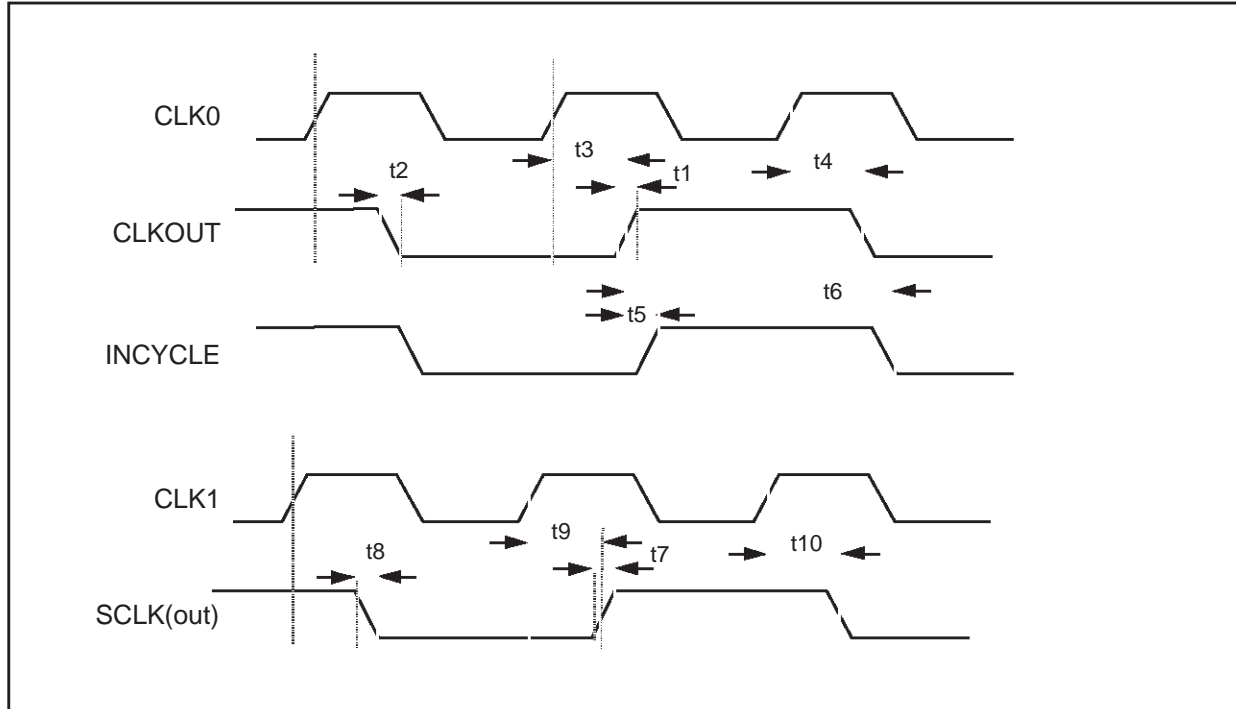 CLK0
t3
t2
t1
t4
CLKOUT
t6
t5
INCYCLE
CLK1
t9
t8
t7
t10
SCLK(out)